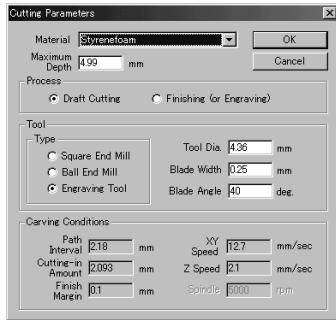 Cutting Parameters
Material Styrenefoam OK
Maximum Depth 4.99 mm Cancel
Process
Draft Cutting Finishing (or Engraving)
Tool
Type
Square End Mill
Ball End Mill
Engraving Tool
Tool Dia. 4.36 mm
Blade Width 0.25 mm
Blade Angle 40 deg.
Carving Conditions
Path Interval 2.18 mm XY Speed 12.7 mm/sec
Cutting-in Amount 2.093 mm Z Speed 2.1 mm/sec
Finish Margin 0.1 mm Spindle 5000 rpm